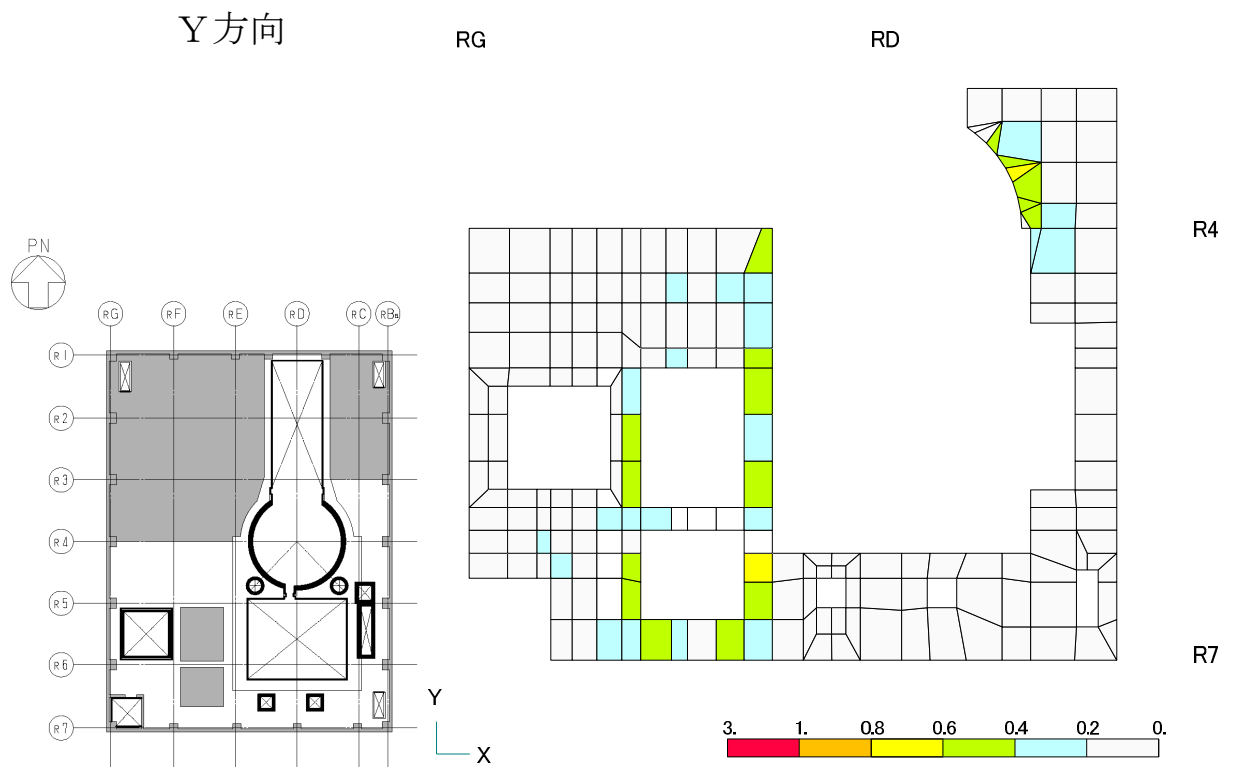 Ｙ方向
RG
RD
R4
R7
PN
RG RF RE RD RC RBa
R1
R2
R3
R4
R5
R6
R7
Y
X
3. 1. 0.8 0.6 0.4 0.2 0.